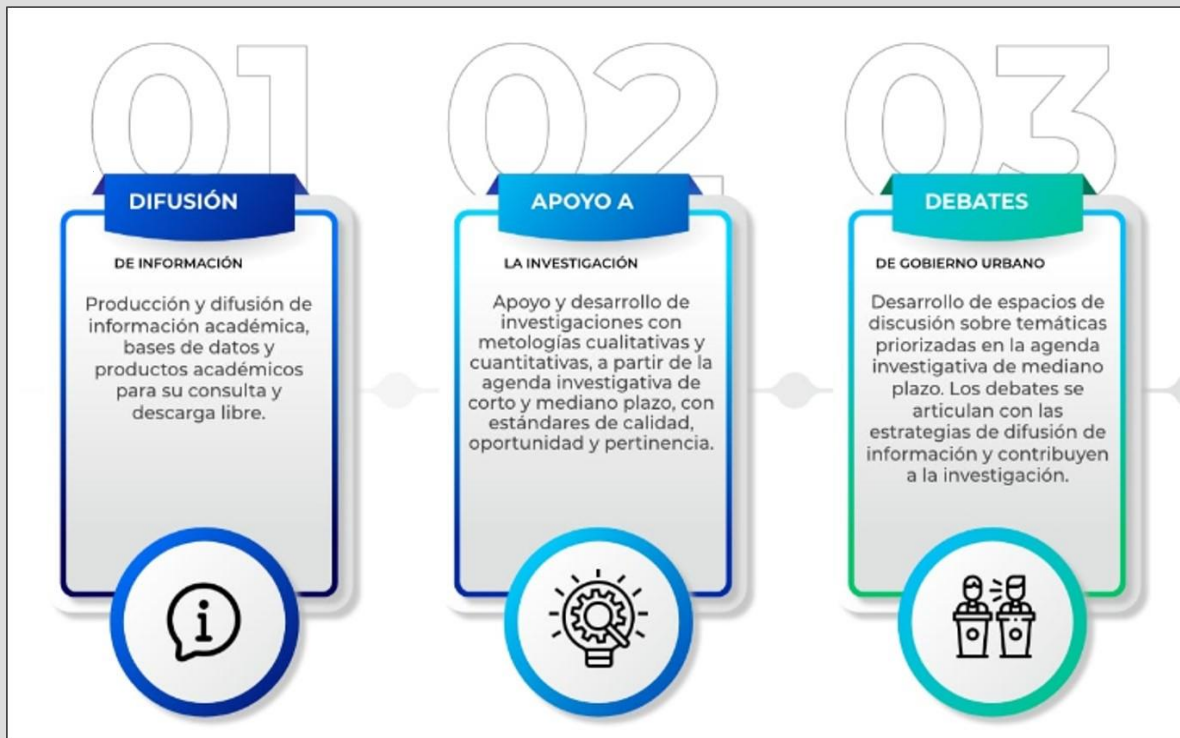 01
DIFUSIÓN
DE INFORMACIÓN
Producción y difusión de
información académica,
bases de datos y
productos académicos
para su consulta y
descarga libre.
02
APOYO A
LA INVESTIGACIÓN
Apoyo y desarrollo de
investigaciones con
metologías cualitativas y
cuantitativas, a partir de la
agenda investigativa de
corto y mediano plazo, con
estándares de calidad,
oportunidad y pertinencia.
03
DEBATES
DE GOBIERNO URBANO
Desarrollo de espacios de
discusión sobre temáticas
priorizadas en la agenda
investigativa de mediano
plazo. Los debates se
articulan con las
estrategias de difusión de
información y contribuyen
a la investigación.